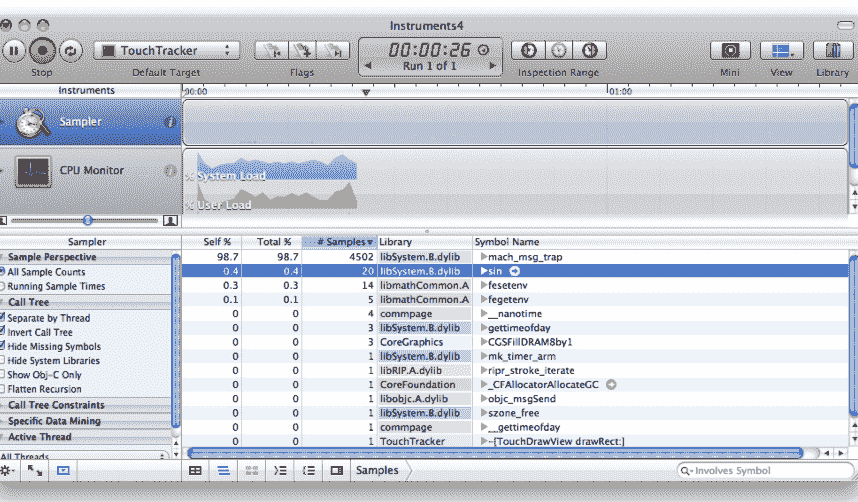 Instruments4
TouchTracker
00:00:26
Run 1 of 1
Stop
Default Target
Flags
Inspection Range
Mini
View
Library
Instruments
00:00
01:00
Sampler
CPU Monitor
% System Load
% User Load
Sampler
Self % Total % # Samples Library Symbol Name
Sample Perspective
All Sample Counts
Running Sample Times
Call Tree
Separate by Thread
Invert Call Tree
Hide Missing Symbols
Hide System Libraries
Show Obj-C Only
Flatten Recursion
Call Tree Constraints
Specific Data Mining
Active Thread
All Threads
98.7 98.7 4502 libSystem.B.dylib mach_msg_trap
0.4 0.4 20 libSystem.B.dylib sin
0.3 0.3 14 libmathCommon.A fesetenv
0.1 0.1 5 libmathCommon.A fegetenv
0 0 4 commpage __nanotime
0 0 3 libSystem.B.dylib gettimeofday
0 0 3 CoreGraphics CGSFillDRAM8by1
0 0 1 libSystem.B.dylib mk_timer_arm
0 0 1 libRIP.A.dylib ripr_stroke_iterate
0 0 1 CoreFoundation _CFAllocatorAllocateGC
0 0 1 libobjc.A.dylib objc_msgSend
0 0 1 libSystem.B.dylib szone_free
0 0 1 commpage __gettimeofday
0 0 1 TouchTracker -[TouchDrawView drawRect:]
Samples
Involves Symbol